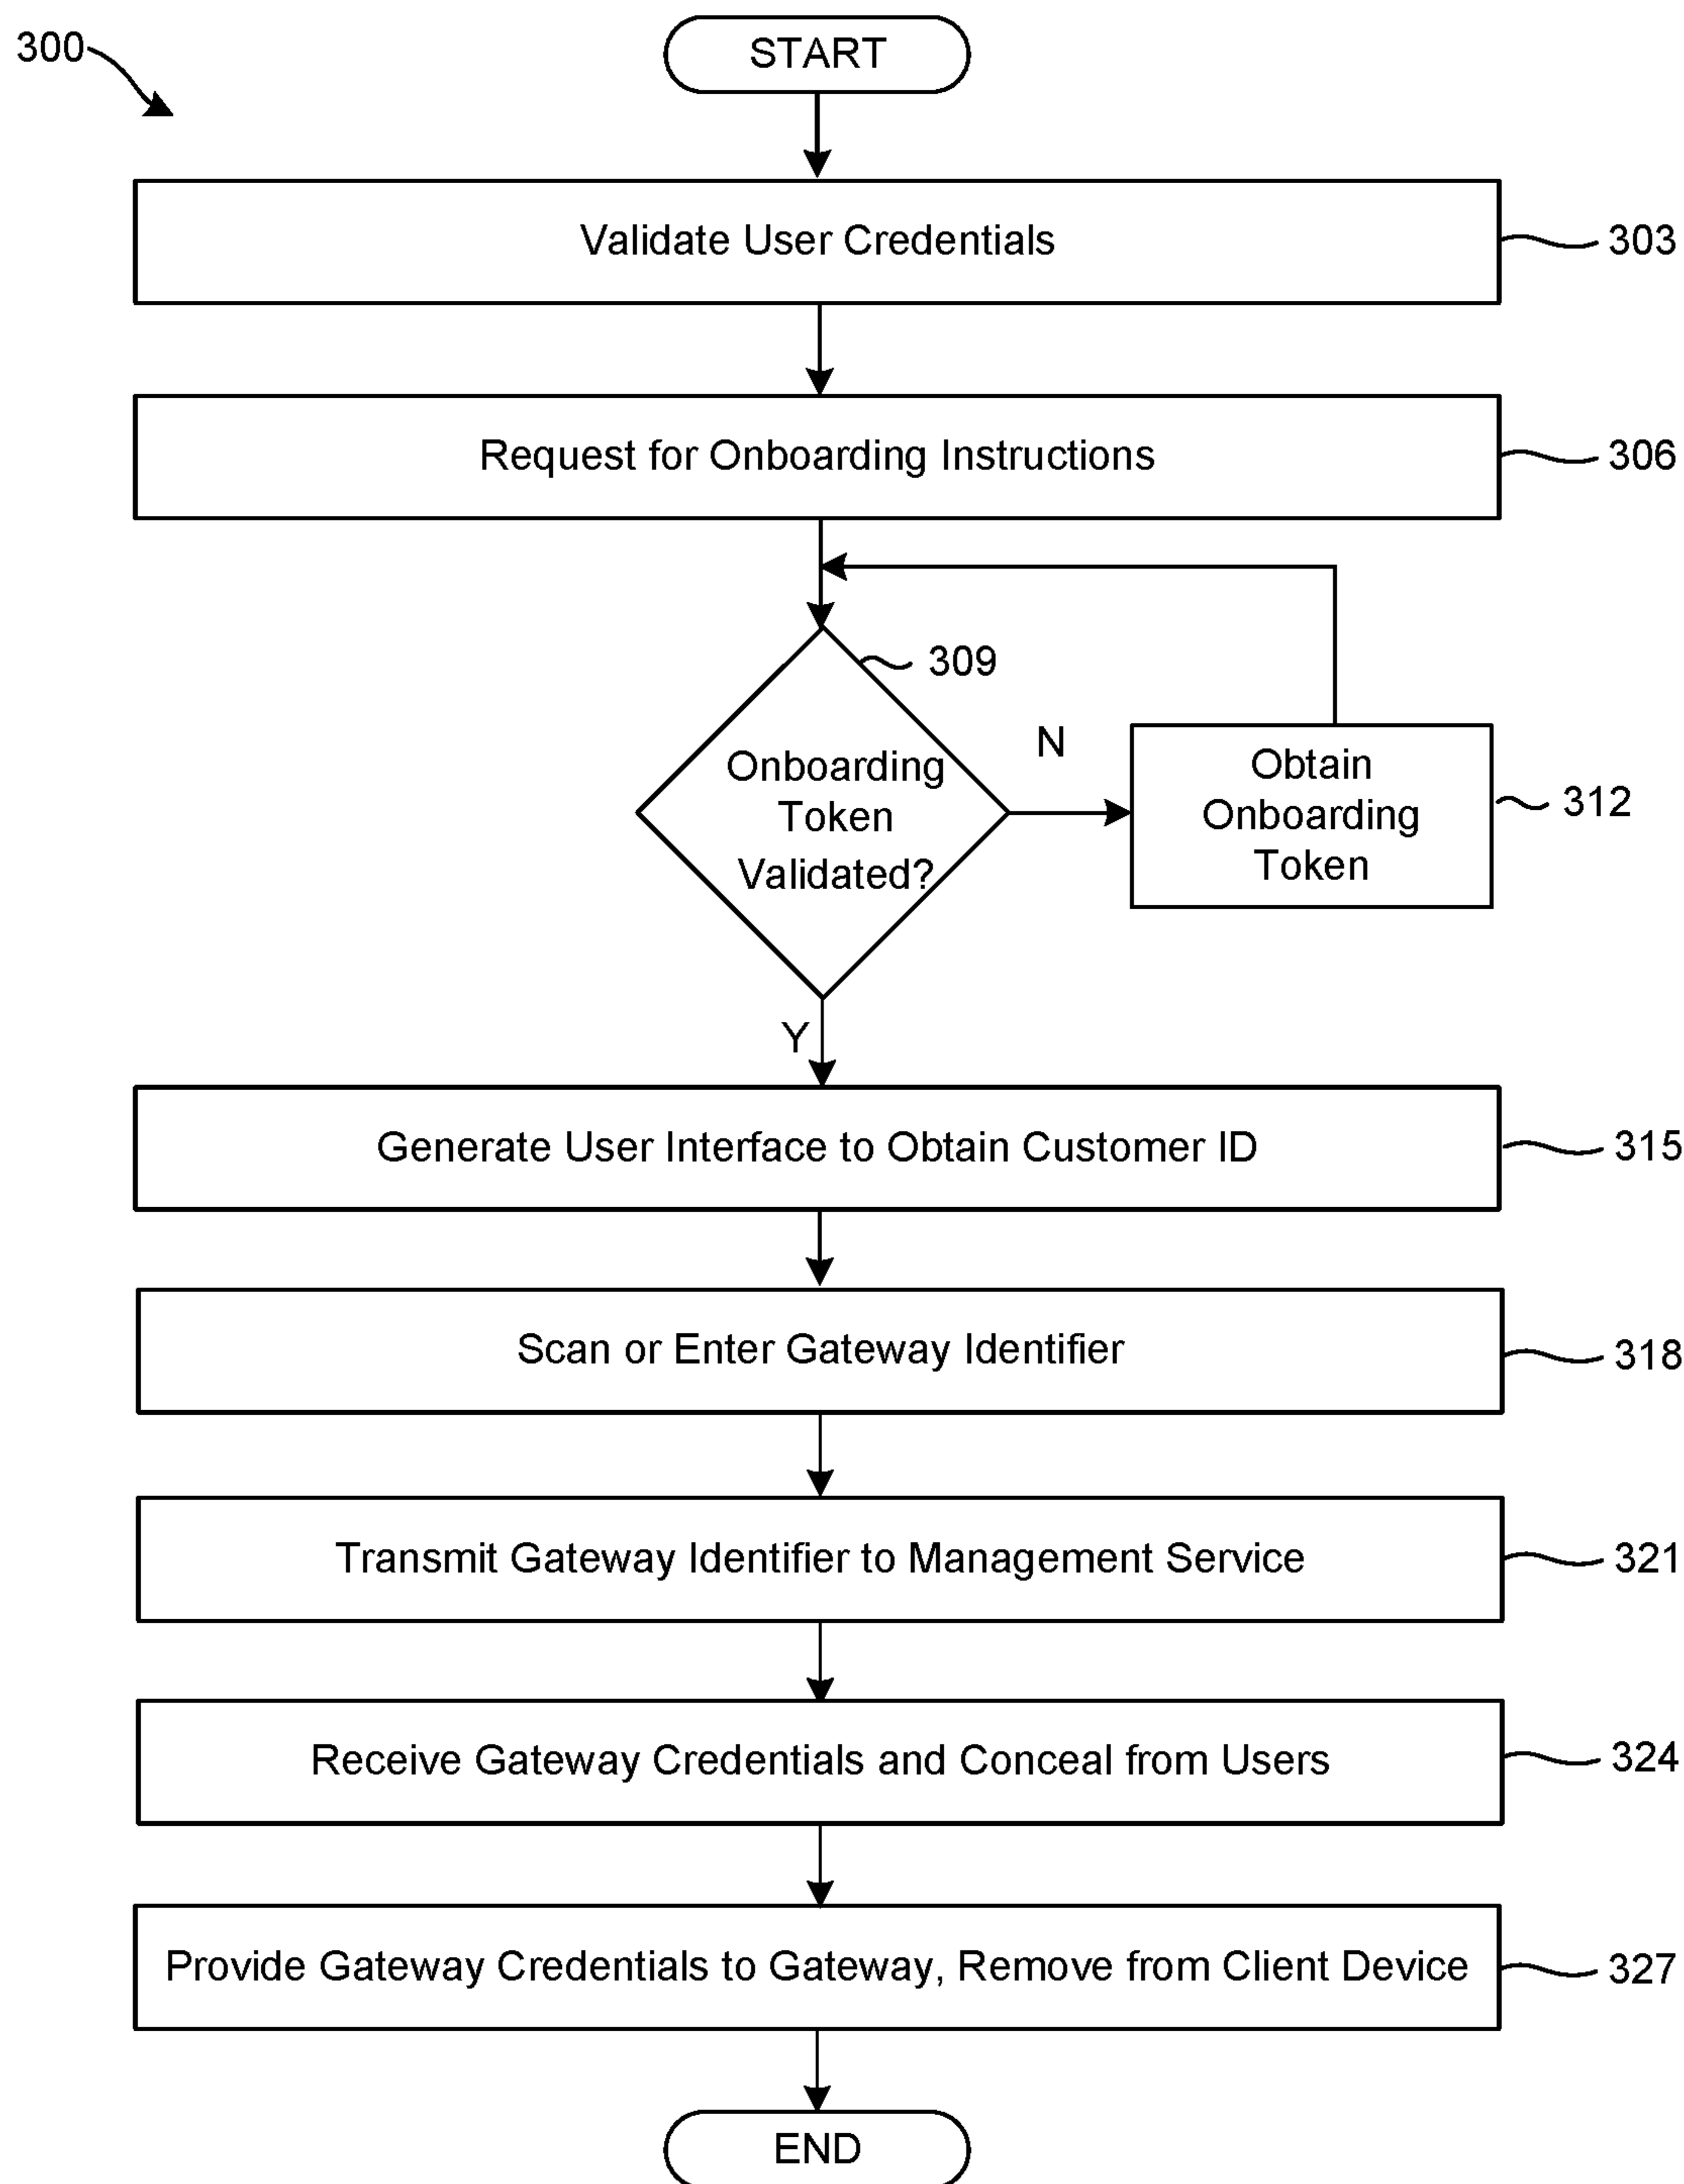 300
START
Validate User Credentials
303
Request for Onboarding Instructions
306
309
Onboarding
Token
Validated?
N
Obtain
Onboarding
Token
312
Y
Generate User Interface to Obtain Customer ID
315
Scan or Enter Gateway Identifier
318
Transmit Gateway Identifier to Management Service
321
Receive Gateway Credentials and Conceal from Users
324
Provide Gateway Credentials to Gateway, Remove from Client Device
327
END